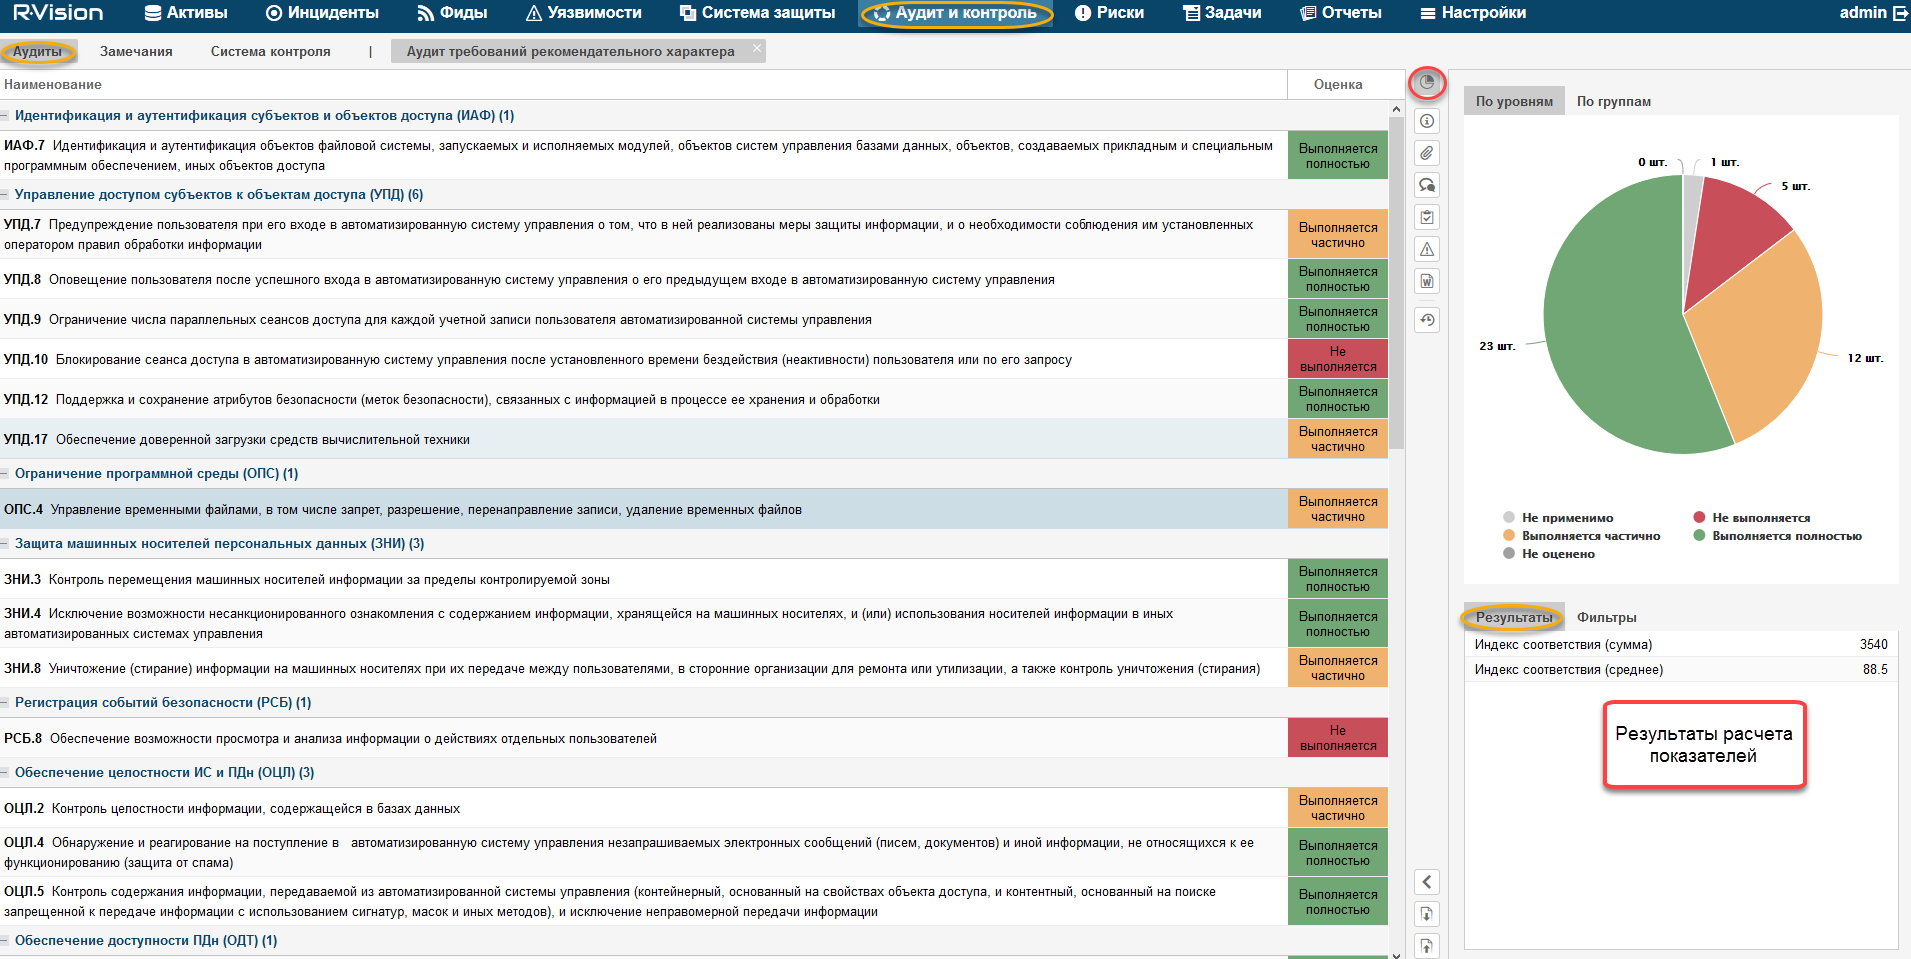 R-Vision
Активы
Инциденты
Фиды
Уязвимости
Система защиты
Аудит и контроль
Риски
Задачи
Отчеты
Настройки
admin
Аудиты
Замечания
Система контроля
|
Аудит требований рекомендательного характера
Наименование
Оценка
Идентификация и аутентификация субъектов и объектов доступа (ИАФ) (1)
ИАФ.7 Идентификация и аутентификация объектов файловой системы, запускаемых и исполняемых модулей, объектов систем управления базами данных, объектов, создаваемых прикладным и специальным
программным обеспечением, иных объектов доступа
Выполняется
полностью
Управление доступом субъектов к объектам доступа (УПД) (6)
УПД.7 Предупреждение пользователя при его входе в автоматизированную систему управления о том, что в ней реализованы меры защиты информации, и о необходимости соблюдения им установленных
оператором правил обработки информации
Выполняется
частично
УПД.8 Оповещение пользователя после успешного входа в автоматизированную систему управления о его предыдущем входе в автоматизированную систему управления
Выполняется
полностью
УПД.9 Ограничение числа параллельных сеансов доступа для каждой учетной записи пользователя автоматизированной системы управления
Выполняется
полностью
УПД.10 Блокирование сеанса доступа в автоматизированную систему управления после установленного времени бездействия (неактивности) пользователя или по его запросу
Не
выполняется
УПД.12 Поддержка и сохранение атрибутов безопасности (меток безопасности), связанных с информацией в процессе ее хранения и обработки
Выполняется
полностью
УПД.17 Обеспечение доверенной загрузки средств вычислительной техники
Выполняется
частично
Ограничение программной среды (ОПС) (1)
ОПС.4 Управление временными файлами, в том числе запрет, разрешение, перенаправление записи, удаление временных файлов
Выполняется
частично
Защита машинных носителей персональных данных (ЗНИ) (3)
ЗНИ.3 Контроль перемещения машинных носителей информации за пределы контролируемой зоны
Выполняется
полностью
ЗНИ.4 Исключение возможности несанкционированного ознакомления с содержанием информации, хранящейся на машинных носителях, и (или) использования носителей информации в иных
автоматизированных системах управления
Выполняется
полностью
ЗНИ.8 Уничтожение (стирание) информации на машинных носителях при их передаче между пользователями, в сторонние организации для ремонта или утилизации, а также контроль уничтожения (стирания)
Выполняется
частично
Регистрация событий безопасности (РСБ) (1)
РСБ.8 Обеспечение возможности просмотра и анализа информации о действиях отдельных пользователей
Не
выполняется
Обеспечение целостности ИС и ПДн (ОЦЛ) (3)
ОЦЛ.2 Контроль целостности информации, содержащейся в базах данных
Выполняется
частично
ОЦЛ.4 Обнаружение и реагирование на поступление в автоматизированную систему управления незапрашиваемых электронных сообщений (писем, документов) и иной информации, не относящихся к ее
функционированию (защита от спама)
Выполняется
полностью
ОЦЛ.5 Контроль содержания информации, передаваемой из автоматизированной системы управления (контейнерный, основанный на свойствах объекта доступа, и контентный, основанный на поиске
запрещенной к передаче информации с использованием сигнатур, масок и иных методов), и исключение неправомерной передачи информации
Выполняется
полностью
Обеспечение доступности ПДн (ОДТ) (1)
По уровням
По группам
0 шт.
1 шт.
5 шт.
23 шт.
12 шт.
Не применимо
Не выполняется
Выполняется частично
Выполняется полностью
Не оценено
Результаты
Фильтры
Индекс соответствия (сумма)
3540
Индекс соответствия (среднее)
88.5
Результаты расчета
показателей